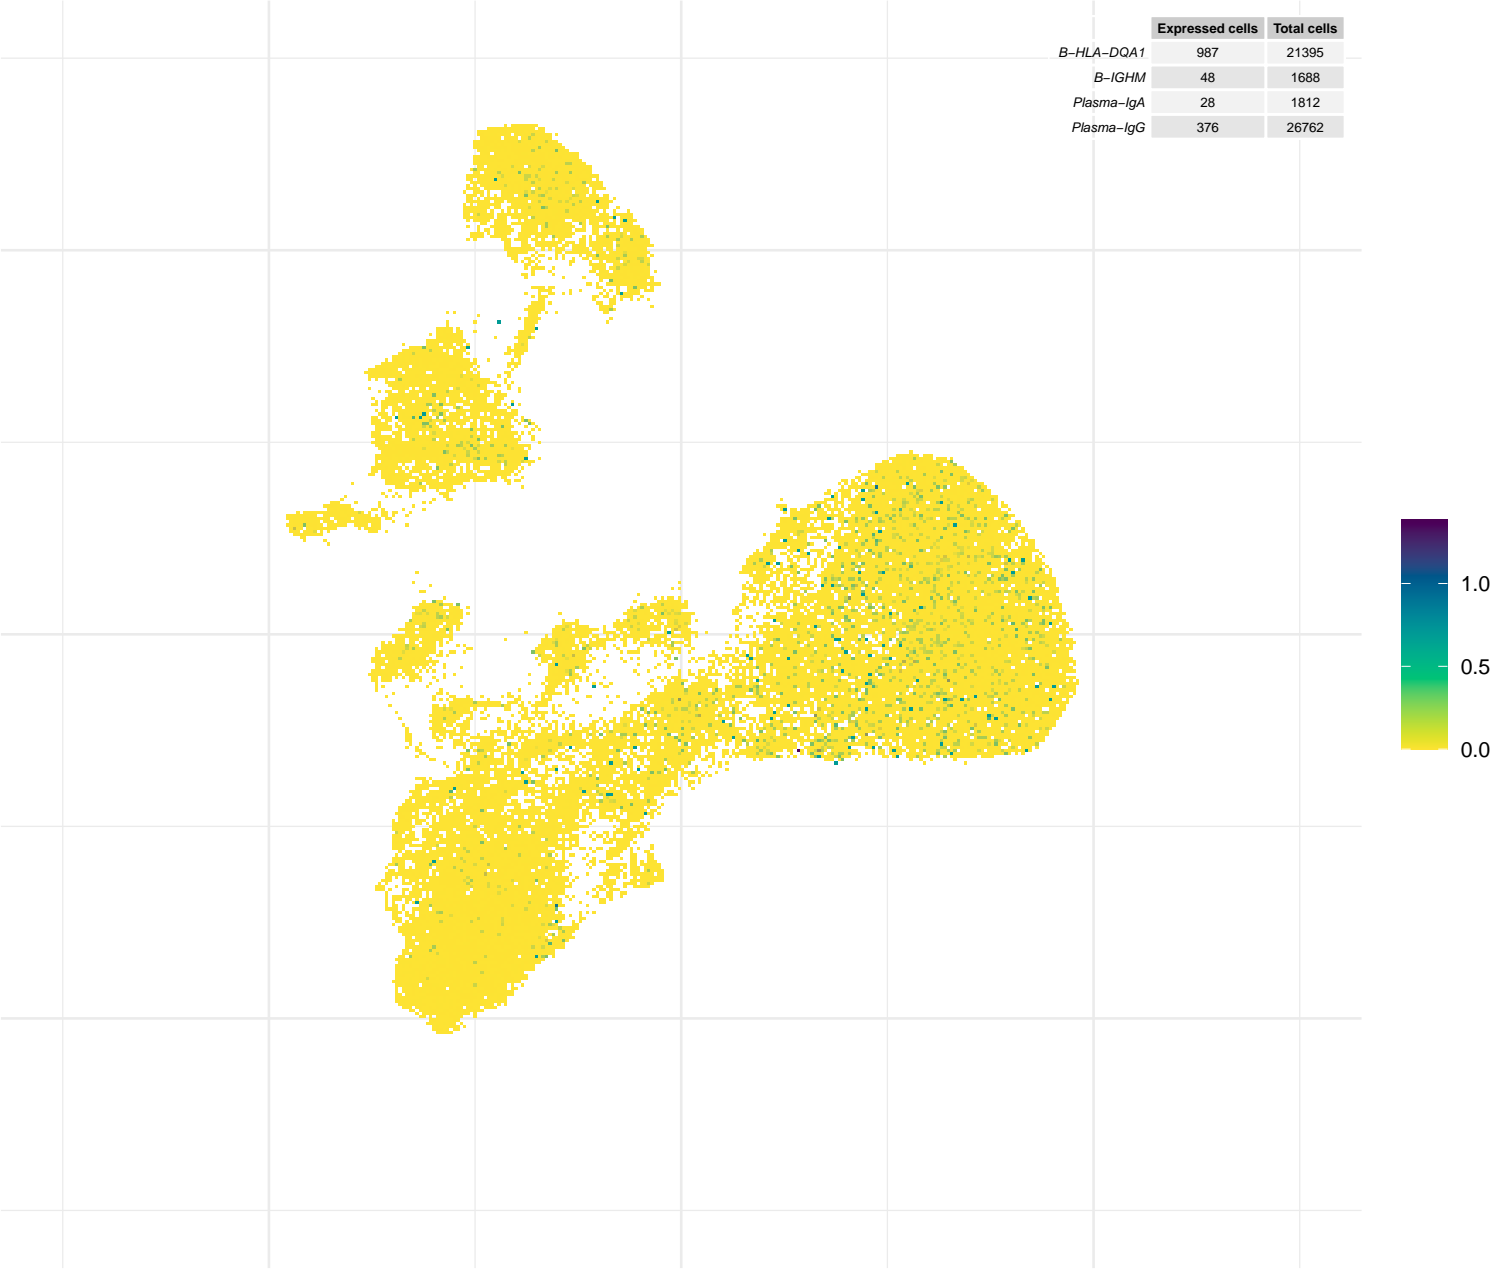 Expressed cells Total cells
B−HLA−DQA1 987 21395
B−IGHM 48 1688
Plasma−IgA 28 1812
Plasma−IgG 376 26762
1.0
0.5
0.0